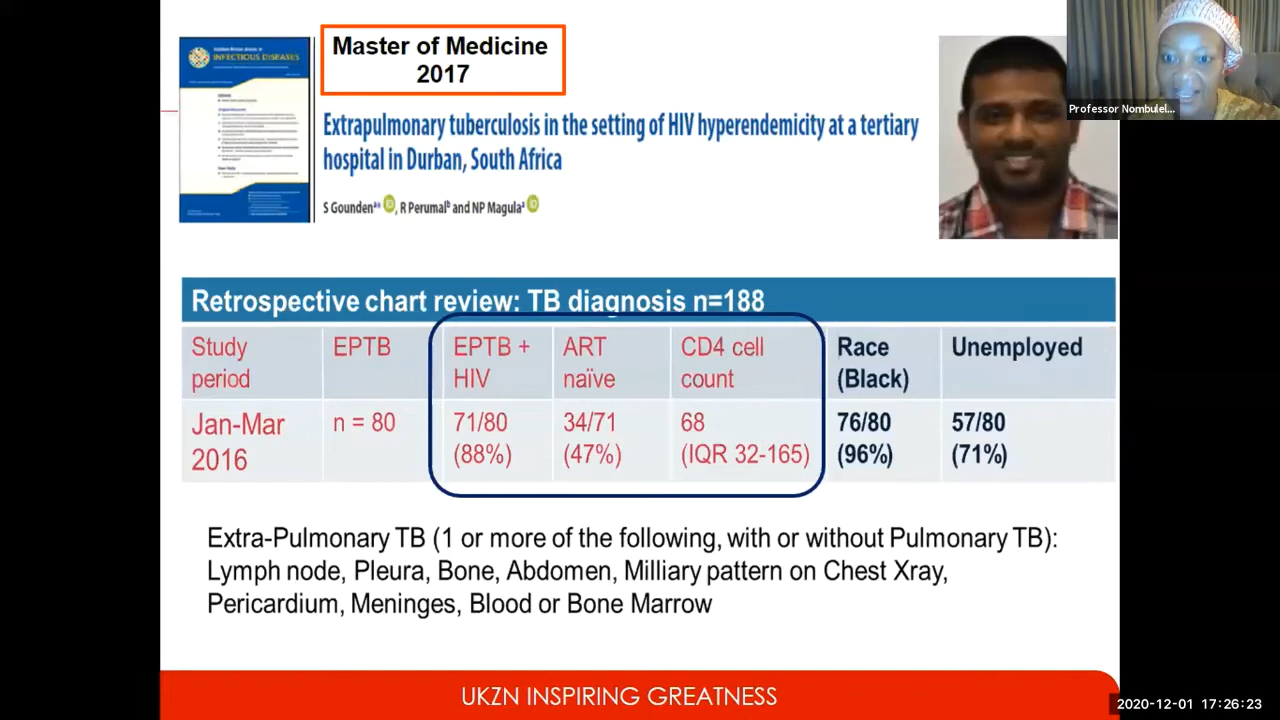 INFECTIOUS DISEASES
Master of Medicine
2017
Professor Nombulel...
Extrapulmonary tuberculosis in the setting of HIV hyperendemicity at a tertiary
hospital in Durban, South Africa
S Gounden a* iD, R Perumal b and NP Magula a iD
Retrospective chart review: TB diagnosis n=188
Study period
EPTB
EPTB + HIV
ART naïve
CD4 cell count
Race (Black)
Unemployed
Jan-Mar 2016
n = 80
71/80 (88%)
34/71 (47%)
68 (IQR 32-165)
76/80 (96%)
57/80 (71%)
Extra-Pulmonary TB (1 or more of the following, with or without Pulmonary TB):
Lymph node, Pleura, Bone, Abdomen, Milliary pattern on Chest Xray,
Pericardium, Meninges, Blood or Bone Marrow
UKZN INSPIRING GREATNESS
2020-12-01 17:26:23